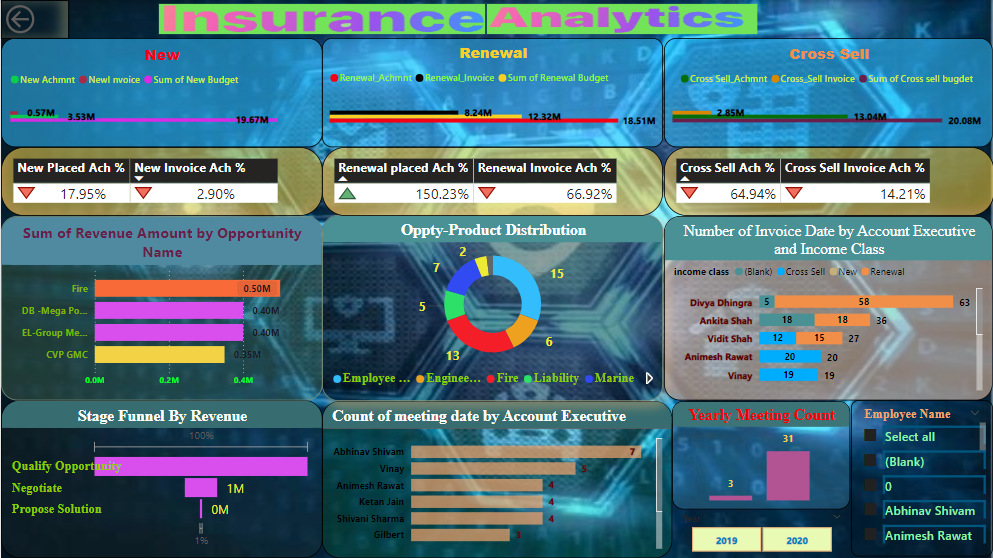 Insurance Analytics
New
New Achmnt NewI nvoice Sum of New Budget
0.57M
3.53M
19.67M
Renewal
Renewal_Achmnt Renewal_Invoice Sum of Renewal Budget
8.24M
12.32M
18.51M
Cross Sell
Cross Sell_Achmnt Cross_Sell Invoice Sum of Cross sell bugdet
2.85M
13.04M
20.08M
New Placed Ach % New Invoice Ach %
17.95% 2.90%
Renewal placed Ach % Renewal Invoice Ach %
150.23% 66.92%
Cross Sell Ach % Cross Sell Invoices Ach %
64.94% 14.21%
Sum of Revenue Amount by Opportunity
Name
Fire 0.50M
DB -Mega Po... 0.40M
EL-Group Me... 0.40M
CVP GMC 0.35M
0.0M 0.2M 0.4M
Oppty-Product Distribution
2
7
15
5
13
6
Employee ... Enginee... Fire Liability Marine
Number of Invoice Date by Account Executive
and Income Class
income class (Blank) Cross Sell New Renewal
Divya Dhingra 5 58 63
Ankita Shah 18 18 36
Vidit Shah 12 15 27
Animesh Rawat 20 20
Vinay 19 19
Stage Funnel By Revenue
100%
Qualify Opportunity
Negotiate 1M
Propose Solution 0M
1%
Count of meeting date by Account Executive
Abhinav Shivam 7
Vinay 5
Animesh Rawat 4
Ketan Jain 4
Shivani Sharma 4
Gilbert 3
Yearly Meeting Count
31
3
2019 2020
Employee Name
Select all
(Blank)
0
Abhinav Shivam
Animesh Rawat